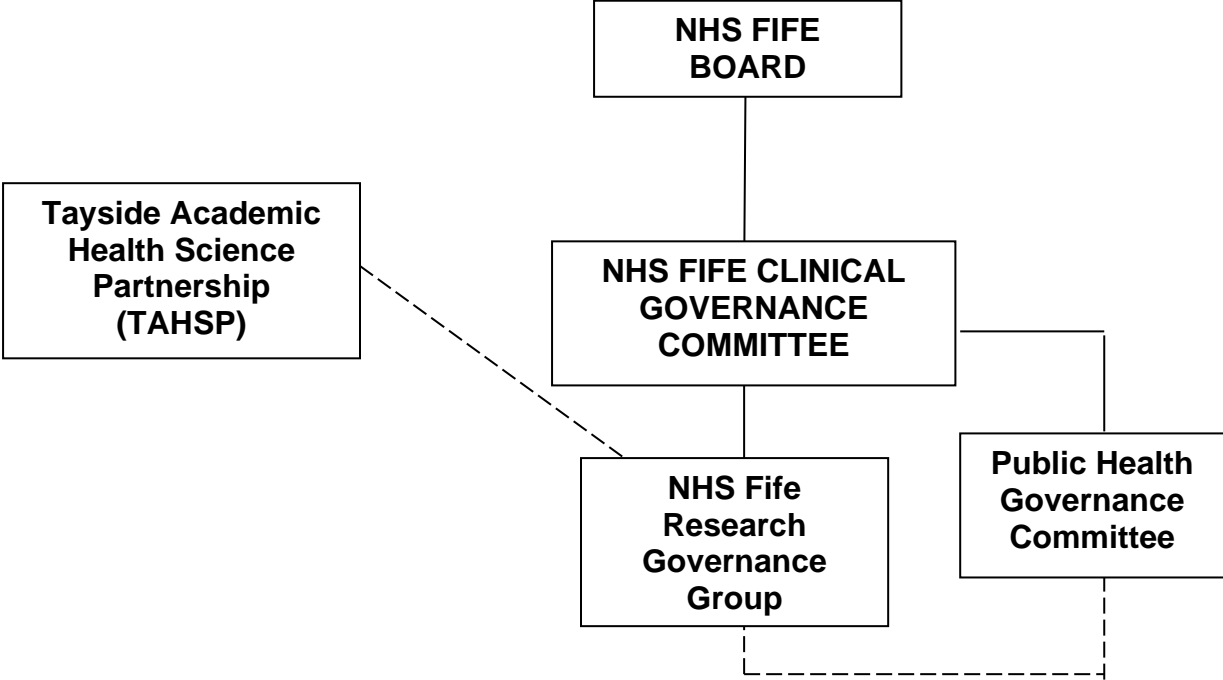 NHS FIFE
BOARD
Tayside Academic
Health Science
Partnership
(TAHSP)
NHS FIFE CLINICAL
GOVERNANCE
COMMITTEE
NHS Fife
Research
Governance
Group
Public Health
Governance
Committee